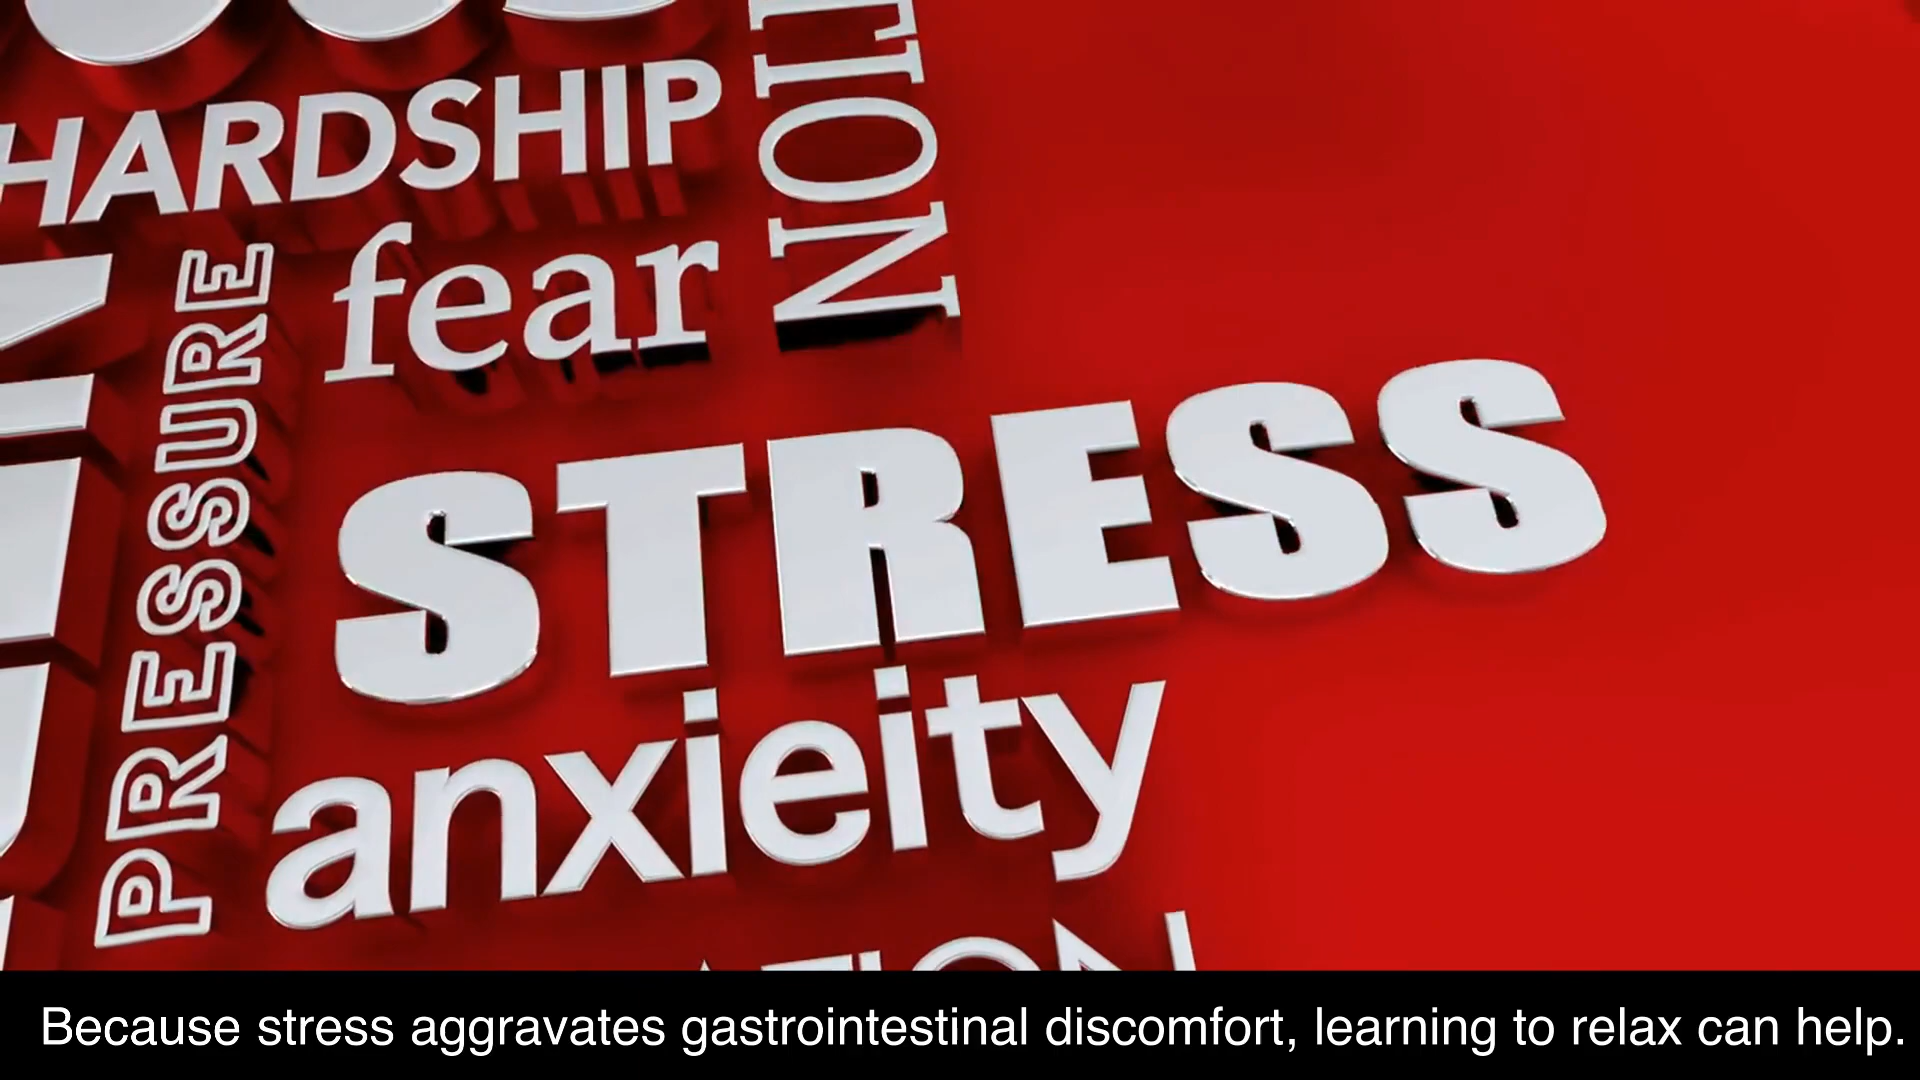 HARDSHIP
fear
PRESSURE
STRESS
anxieity
Because stress aggravates gastrointestinal discomfort, learning to relax can help.